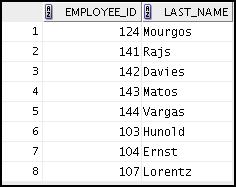 EMPLOYEE_ID LAST_NAME
1 124 Mourgos
2 141 Rajs
3 142 Davies
4 143 Matos
5 144 Vargas
6 103 Hunold
7 104 Ernst
8 107 Lorentz